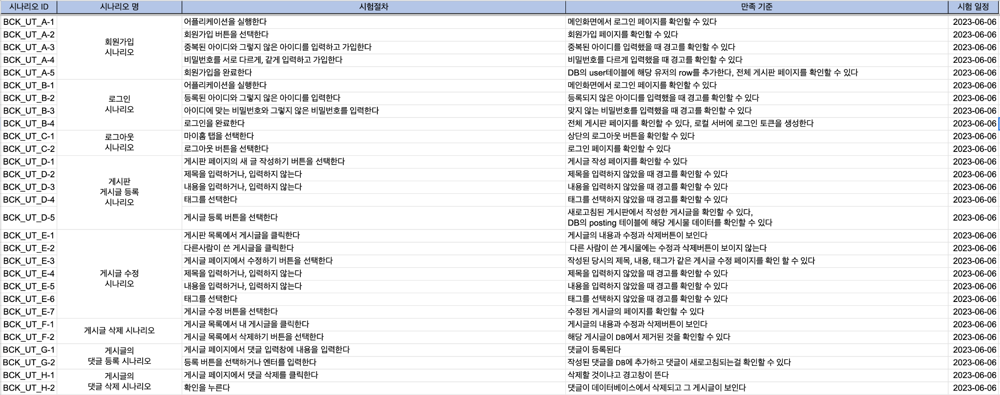 시나리오 ID 시나리오 명 시험절차 만족 기준 시험 일정
BCK_UT_A-1 어플리케이션을 실행한다 메인화면에서 로그인 페이지를 확인할 수 있다 2023-06-06
BCK_UT_A-2 회원가입 버튼을 선택한다 회원가입 페이지를 확인할 수 있다 2023-06-06
회원가입
시나리오
BCK_UT_A-3 중복된 아이디와 그렇지 않은 아이디를 입력하고 가입한다 중복된 아이디를 입력했을 때 경고를 확인할 수 있다 2023-06-06
BCK_UT_A-4 비밀번호를 서로 다르게, 같게 입력하고 가입한다 비밀번호를 다르게 입력했을 때 경고를 확인할 수 있다 2023-06-06
BCK_UT_A-5 회원가입을 완료한다 DB의 user테이블에 해당 유저의 row를 추가한다, 전체 게시판 페이지를 확인할 수 있다 2023-06-06
BCK_UT_B-1 어플리케이션을 실행한다 메인화면에서 로그인 페이지를 확인할 수 있다 2023-06-06
로그인
시나리오
BCK_UT_B-2 등록된 아이디와 그렇지 않은 아이디를 입력한다 등록되지 않은 아이디를 입력했을 때 경고를 확인할 수 있다 2023-06-06
BCK_UT_B-3 아이디에 맞는 비밀번호와 그렇지 않은 비밀번호를 입력한다 맞지 않는 비밀번호를 입력했을 때 경고를 확인할 수 있다 2023-06-06
BCK_UT_B-4 로그인을 완료한다 전체 게시판 페이지를 확인할 수 있다, 로컬 서버에 로그인 토큰을 생성한다 2023-06-06
로그아웃
시나리오
BCK_UT_C-1 마이홈 탭을 선택한다 상단의 로그아웃 버튼을 확인할 수 있다 2023-06-06
BCK_UT_C-2 로그아웃 버튼을 선택한다 로그인 페이지를 확인할 수 있다 2023-06-06
BCK_UT_D-1 게시판 페이지의 새 글 작성하기 버튼을 선택한다 게시글 작성 페이지를 확인할 수 있다 2023-06-06
BCK_UT_D-2 제목을 입력하거나, 입력하지 않는다 제목을 입력하지 않았을 때 경고를 확인할 수 있다 2023-06-06
게시판
게시글 등록
시나리오
BCK_UT_D-3 내용을 입력하거나, 입력하지 않는다 내용을 입력하지 않았을 때 경고를 확인할 수 있다 2023-06-06
BCK_UT_D-4 태그를 선택한다 태그를 선택하지 않았을 때 경고를 확인할 수 있다 2023-06-06
BCK_UT_D-5 게시글 등록 버튼을 선택한다 새로고침된 게시판에서 작성한 게시글을 확인할 수 있다,
DB의 posting 테이블에 해당 게시물 데이터를 확인할 수 있다 2023-06-06
BCK_UT_E-1 게시판 목록에서 게시글을 클릭한다 게시글의 내용과 수정과 삭제버튼이 보인다 2023-06-06
BCK_UT_E-2 다른사람이 쓴 게시글을 클릭한다 다른 사람이 쓴 게시물에는 수정과 삭제버튼이 보이지 않는다 2023-06-06
BCK_UT_E-3 게시글 페이지에서 수정하기 버튼을 선택한다 작성된 당시의 제목, 내용, 태그가 같은 게시글 수정 페이지를 확인 할 수 있다 2023-06-06
게시글 수정
시나리오
BCK_UT_E-4 제목을 입력하거나, 입력하지 않는다 제목을 입력하지 않았을 때 경고를 확인할 수 있다 2023-06-06
BCK_UT_E-5 내용을 입력하거나, 입력하지 않는다 내용을 입력하지 않았을 때 경고를 확인할 수 있다 2023-06-06
BCK_UT_E-6 태그를 선택한다 태그를 선택하지 않았을 때 경고를 확인할 수 있다 2023-06-06
BCK_UT_E-7 게시글 수정 버튼을 선택한다 수정된 게시글의 페이지를 확인할 수 있다 2023-06-06
게시글 삭제 시나리오
BCK_UT_F-1 게시글 목록에서 내 게시글을 클릭한다 게시글의 내용과 수정과 삭제버튼이 보인다 2023-06-06
BCK_UT_F-2 게시글 목록에서 삭제하기 버튼을 선택한다 해당 게시글이 DB에서 제거된 것을 확인할 수 있다 2023-06-06
게시글의
댓글 등록 시나리오
BCK_UT_G-1 게시글 페이지에서 댓글 입력창에 내용을 입력한다 댓글이 등록된다 2023-06-06
BCK_UT_G-2 등록 버튼을 선택하거나 엔터를 입력한다 작성된 댓글을 DB에 추가하고 댓글이 새로고침되는걸 확인할 수 있다 2023-06-06
게시글의
댓글 삭제 시나리오
BCK_UT_H-1 게시글 페이지에서 댓글 삭제를 클릭한다 삭제할 것이냐고 경고창이 뜬다 2023-06-06
BCK_UT_H-2 확인을 누른다 댓글이 데이터베이스에서 삭제되고 그 게시글이 보인다 2023-06-06